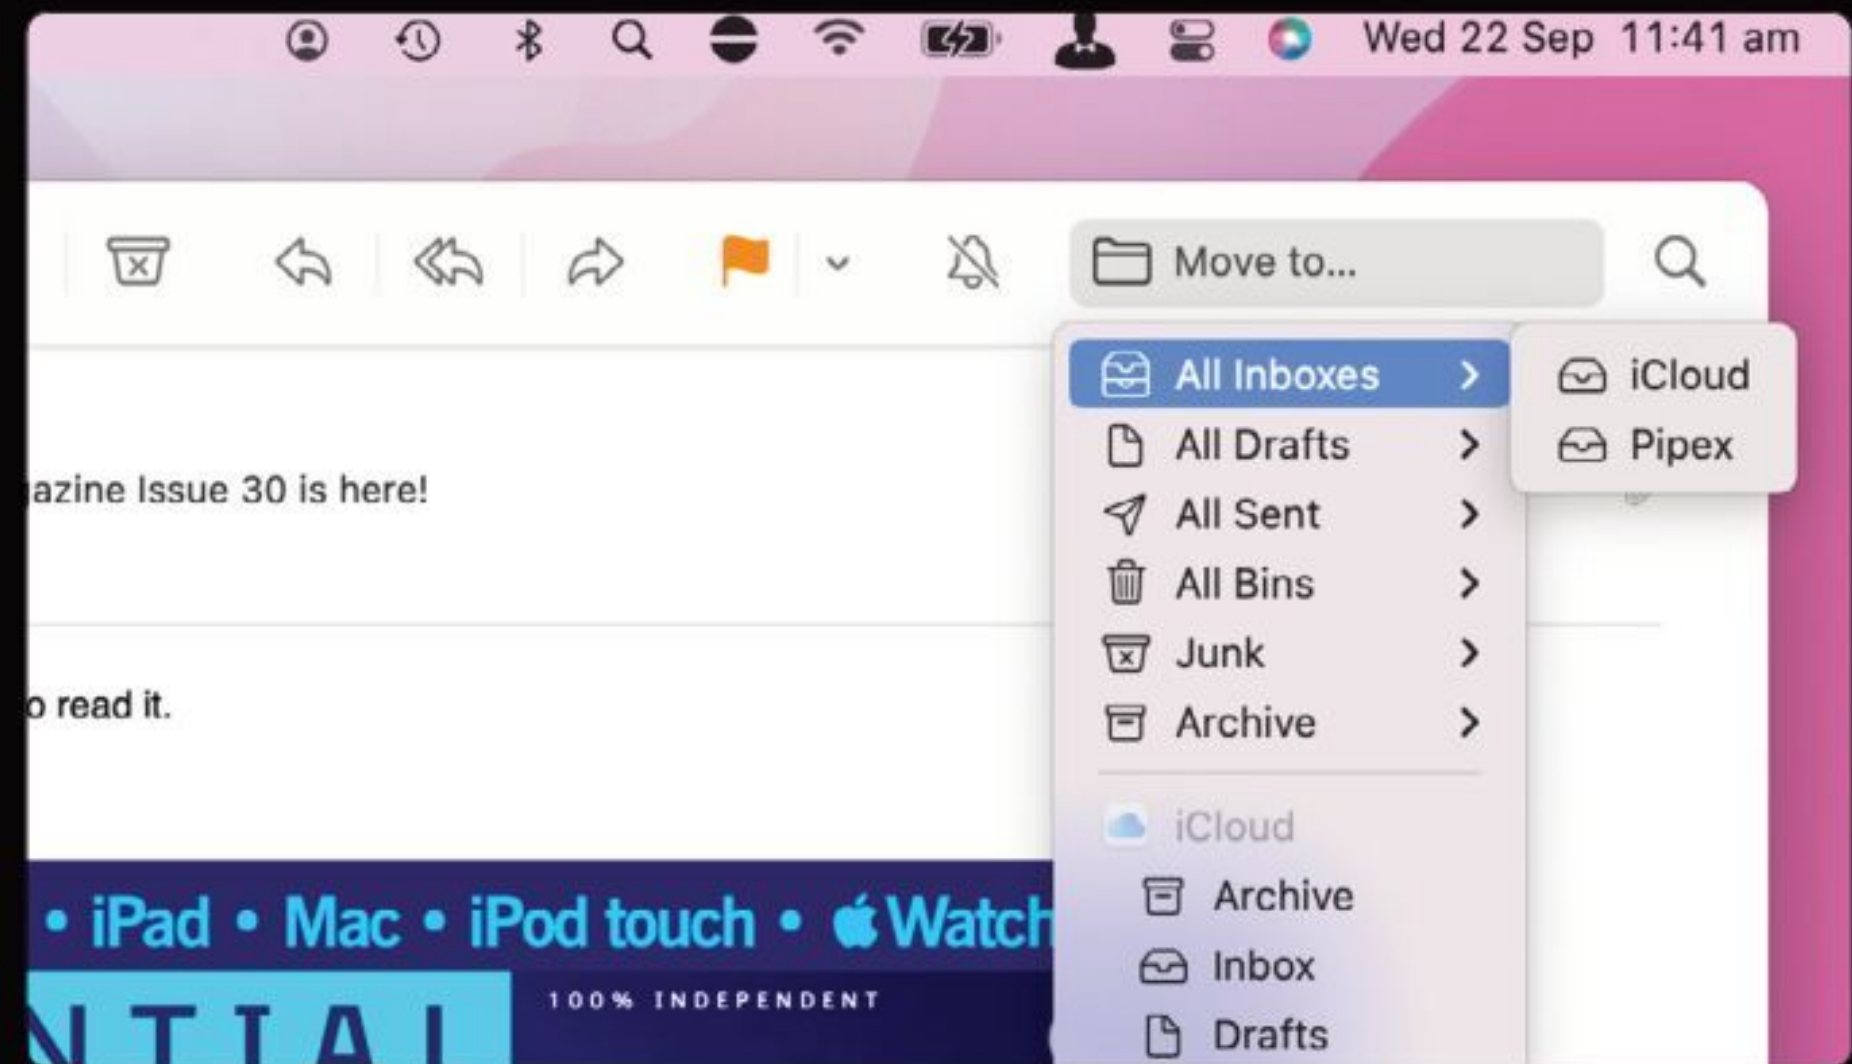 Wed 22 Sep 11:41 am
Move to...
All Inboxes
iCloud
All Drafts
Pipex
azine Issue 30 is here!
All Sent
All Bins
Junk
o read it.
Archive
iCloud
Archive
• iPad • Mac • iPod touch • Watch
Inbox
100% INDEPENDENT
NTIAL
Drafts